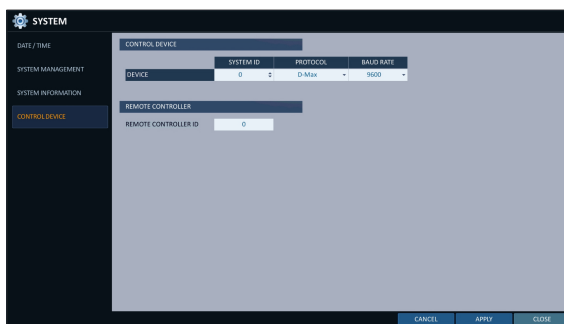 SYSTEM
DATE / TIME
SYSTEM MANAGEMENT
SYSTEM INFORMATION
CONTROL DEVICE
CONTROL DEVICE
SYSTEM ID PROTOCOL BAUD RATE
DEVICE 0 D-Max 9600
REMOTE CONTROLLER
REMOTE CONTROLLER ID 0
CANCEL APPLY CLOSE